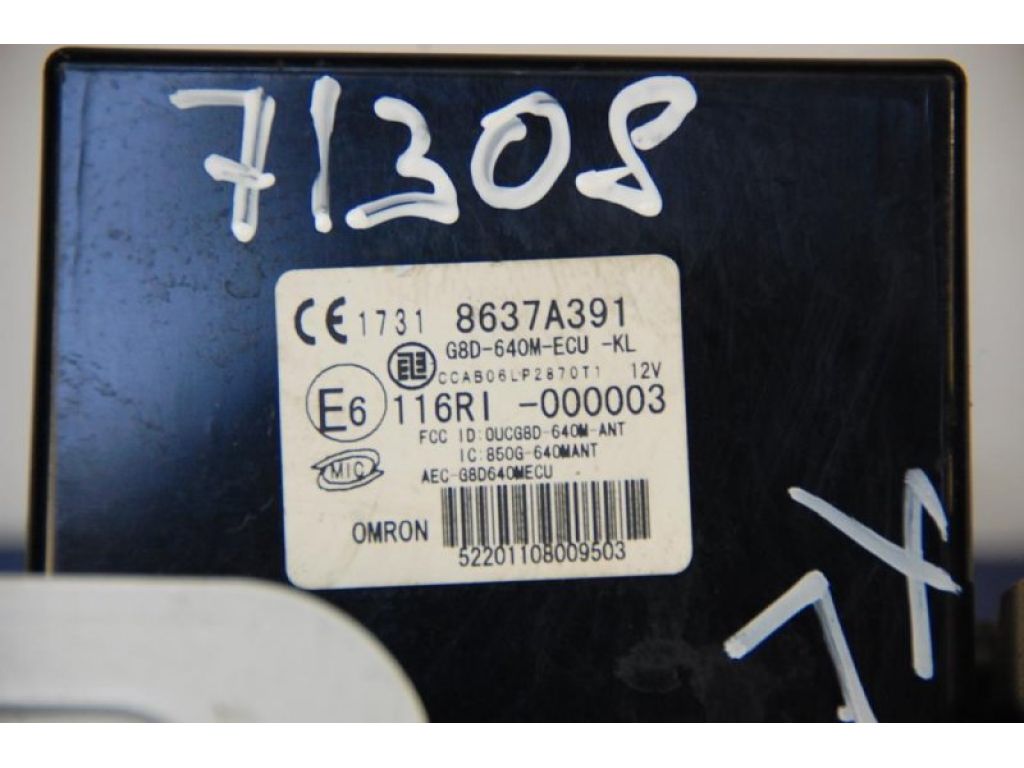 71308
CE 1731 8637A391
G8D-640M-ECU -KL
CCAB06LP2870T1 12V
E6 116RI -000003
FCC ID:OUCG8D-640M-ANT
IC:850G-640MANT
MIC AEC-G8D640MECU
OMRON
52201108009503